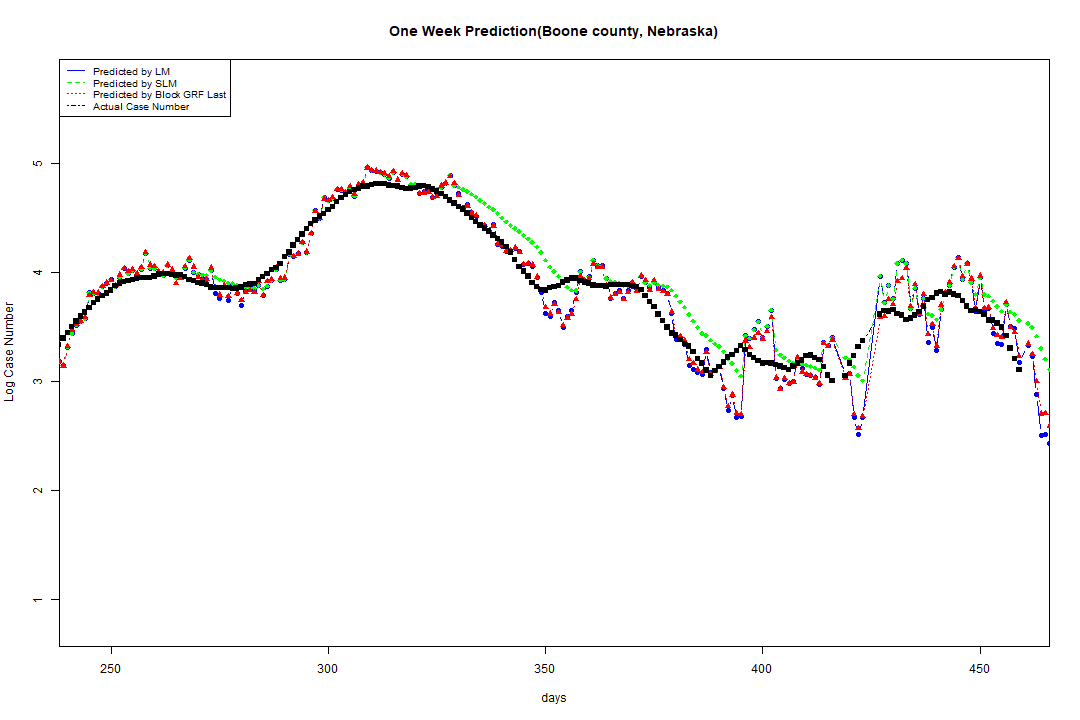 One Week Prediction(Boone county, Nebraska)
Predicted by LM
Predicted by SLM
Predicted by Block GRF Last
Actual Case Number
Log Case Number
5
4
3
2
1
250 300 350 400 450
days